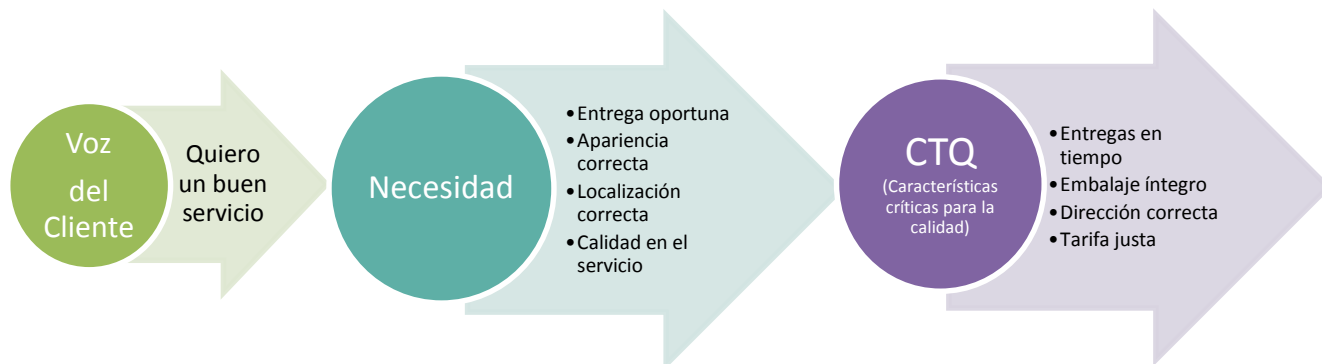 Voz
del
Cliente
Quiero
un buen
servicio
Necesidad
•Entrega oportuna
•Apariencia
correcta
•Localización
correcta
•Calidad en el
servicio
CTQ
(Características
críticas para la
calidad)
•Entregas en
tiempo
•Embalaje íntegro
•Dirección correcta
•Tarifa justa